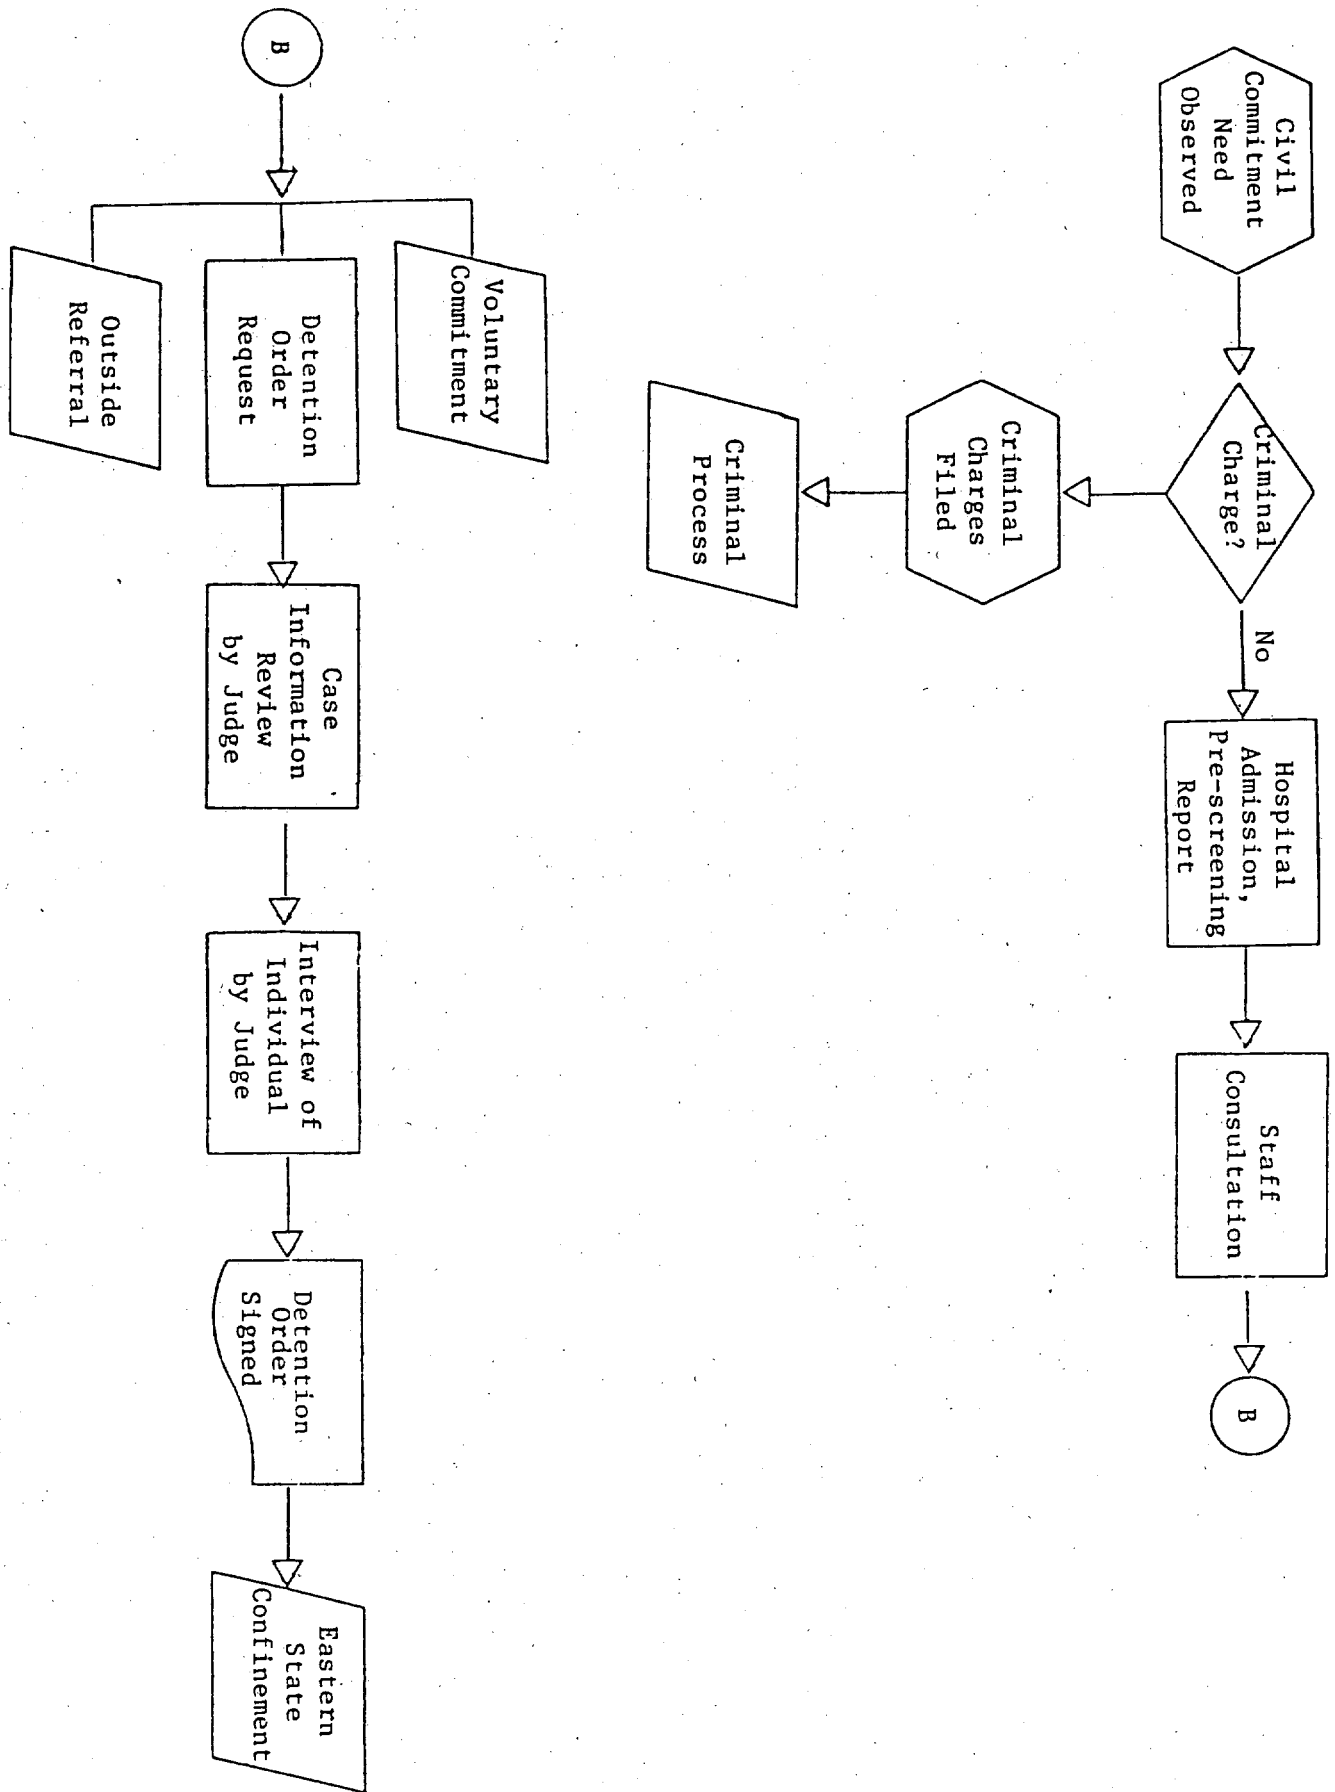 Civil
Commitment
Need
Observed
Criminal
Charge?
No
Hospital
Admission,
Pre-screening
Report
Staff
Consultation
B
Criminal
Charges
Filed
Criminal
Process
B
Voluntary
Commitment
Detention
Order
Request
Outside
Referral
Case
Information
Review
by Judge
Interview of
Individual
by Judge
Detention
Order
Signed
Eastern
State
Confinement